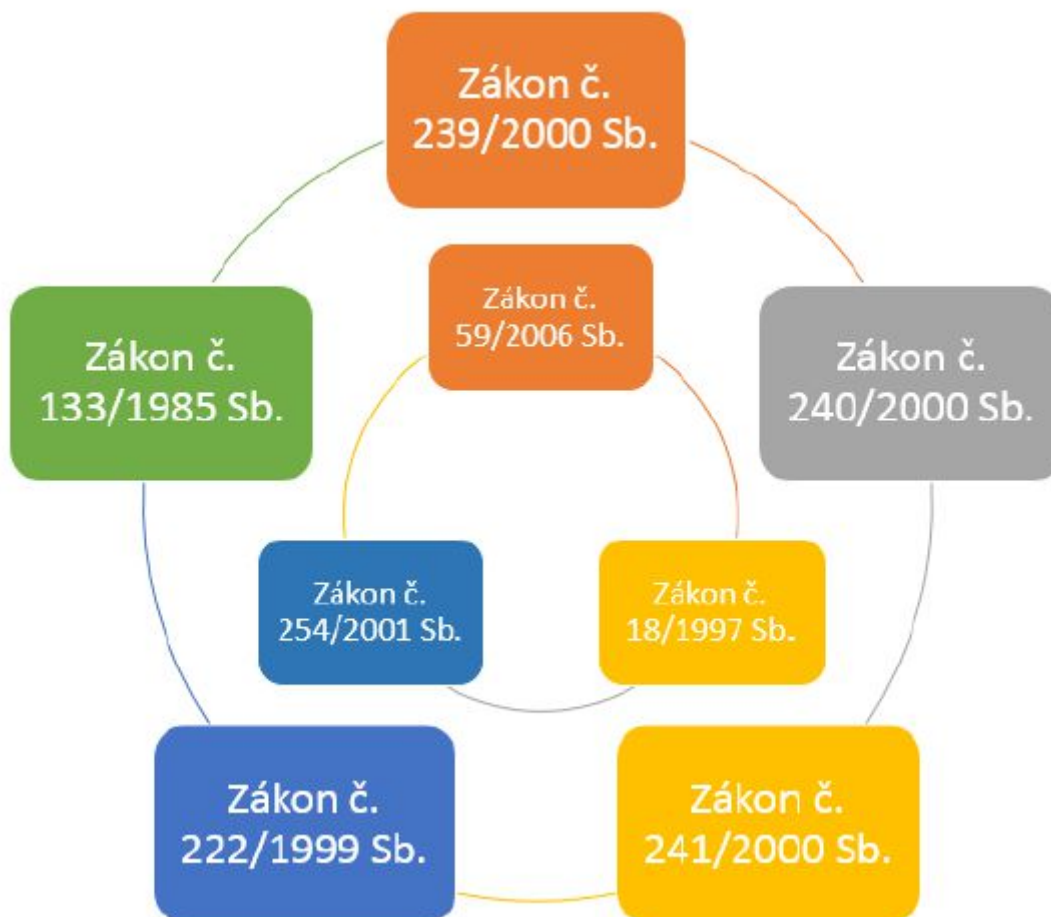 Zákon č.
239/2000 Sb.
Zákon č.
59/2006 Sb.
Zákon č.
133/1985 Sb.
Zákon č.
240/2000 Sb.
Zákon č.
254/2001 Sb.
Zákon č.
18/1997 Sb.
Zákon č.
222/1999 Sb.
Zákon č.
241/2000 Sb.